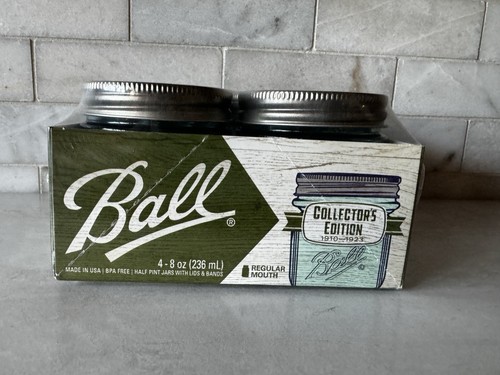 Ball®
4 - 8 oz (236 mL)
MADE IN USA | BPA FREE | HALF PINT JARS WITH LIDS & BANDS
REGULAR
MOUTH
COLLECTOR'S
EDITION
1910-1923
Ball